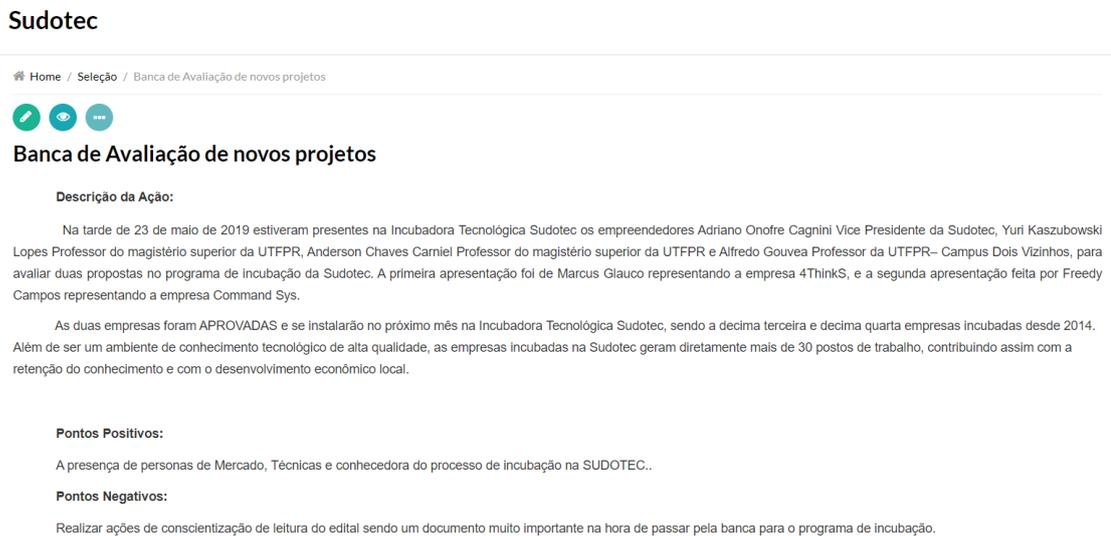 Sudotec
Home / Seleção / Banca de Avaliação de novos projetos
Banca de Avaliação de novos projetos
Descrição da Ação:
Na tarde de 23 de maio de 2019 estiveram presentes na Incubadora Tecnológica Sudotec os empreendedores Adriano Onofre Cagnini Vice Presidente da Sudotec, Yuri Kaszubowski
Lopes Professor do magistério superior da UTFPR, Anderson Chaves Carniel Professor do magistério superior da UTFPR e Alfredo Gouvea Professor da UTFPR– Campus Dois Vizinhos, para
avaliar duas propostas no programa de incubação da Sudotec. A primeira apresentação foi de Marcus Glauco representando a empresa 4ThinkS, e a segunda apresentação feita por Freedy
Campos representando a empresa Command Sys.
As duas empresas foram APROVADAS e se instalarão no próximo mês na Incubadora Tecnológica Sudotec, sendo a decima terceira e decima quarta empresas incubadas desde 2014.
Além de ser um ambiente de conhecimento tecnológico de alta qualidade, as empresas incubadas na Sudotec geram diretamente mais de 30 postos de trabalho, contribuindo assim com a
retenção do conhecimento e com o desenvolvimento econômico local.
Pontos Positivos:
A presença de personas de Mercado, Técnicas e conhecedora do processo de incubação na SUDOTEC..
Pontos Negativos:
Realizar ações de conscientização de leitura do edital sendo um documento muito importante na hora de passar pela banca para o programa de incubação.